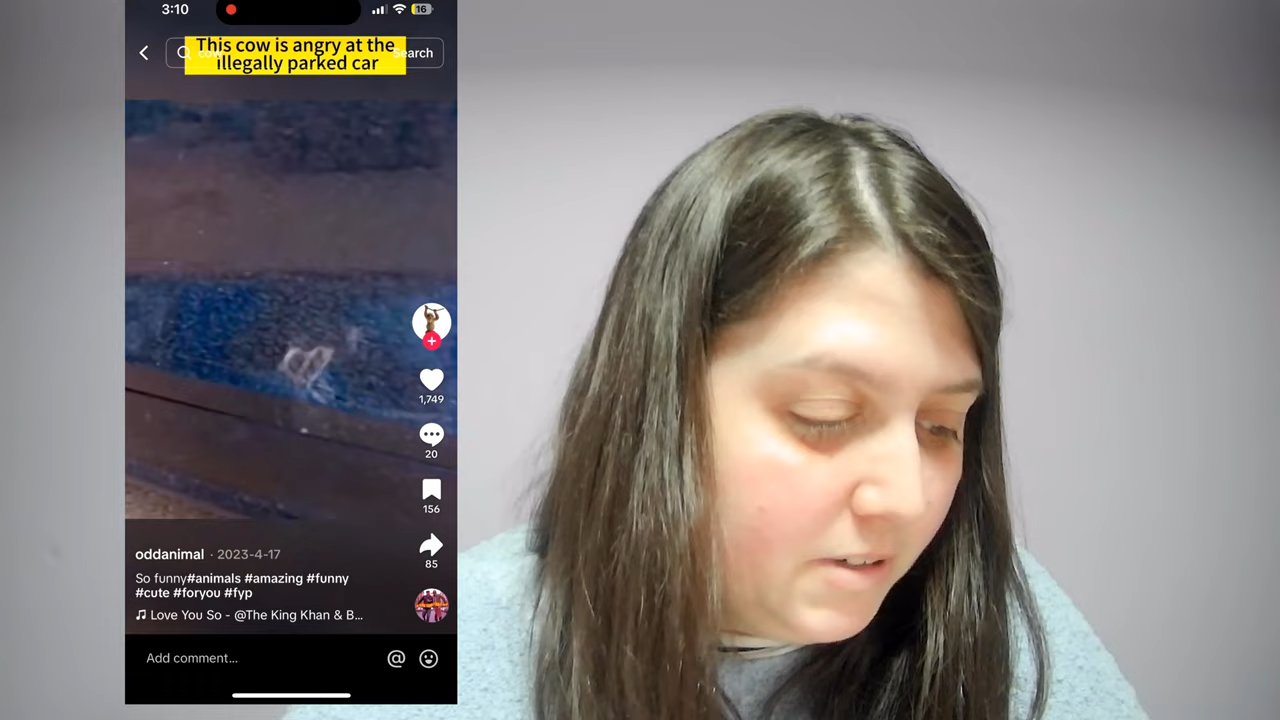 3:10
16
This cow is angry at the
illegally parked car
Search
1,749
20
156
85
oddanimal · 2023-4-17
So funny#animals #amazing #funny
#cute #foryou #fyp
Love You So - @The King Khan & B...
Add comment...